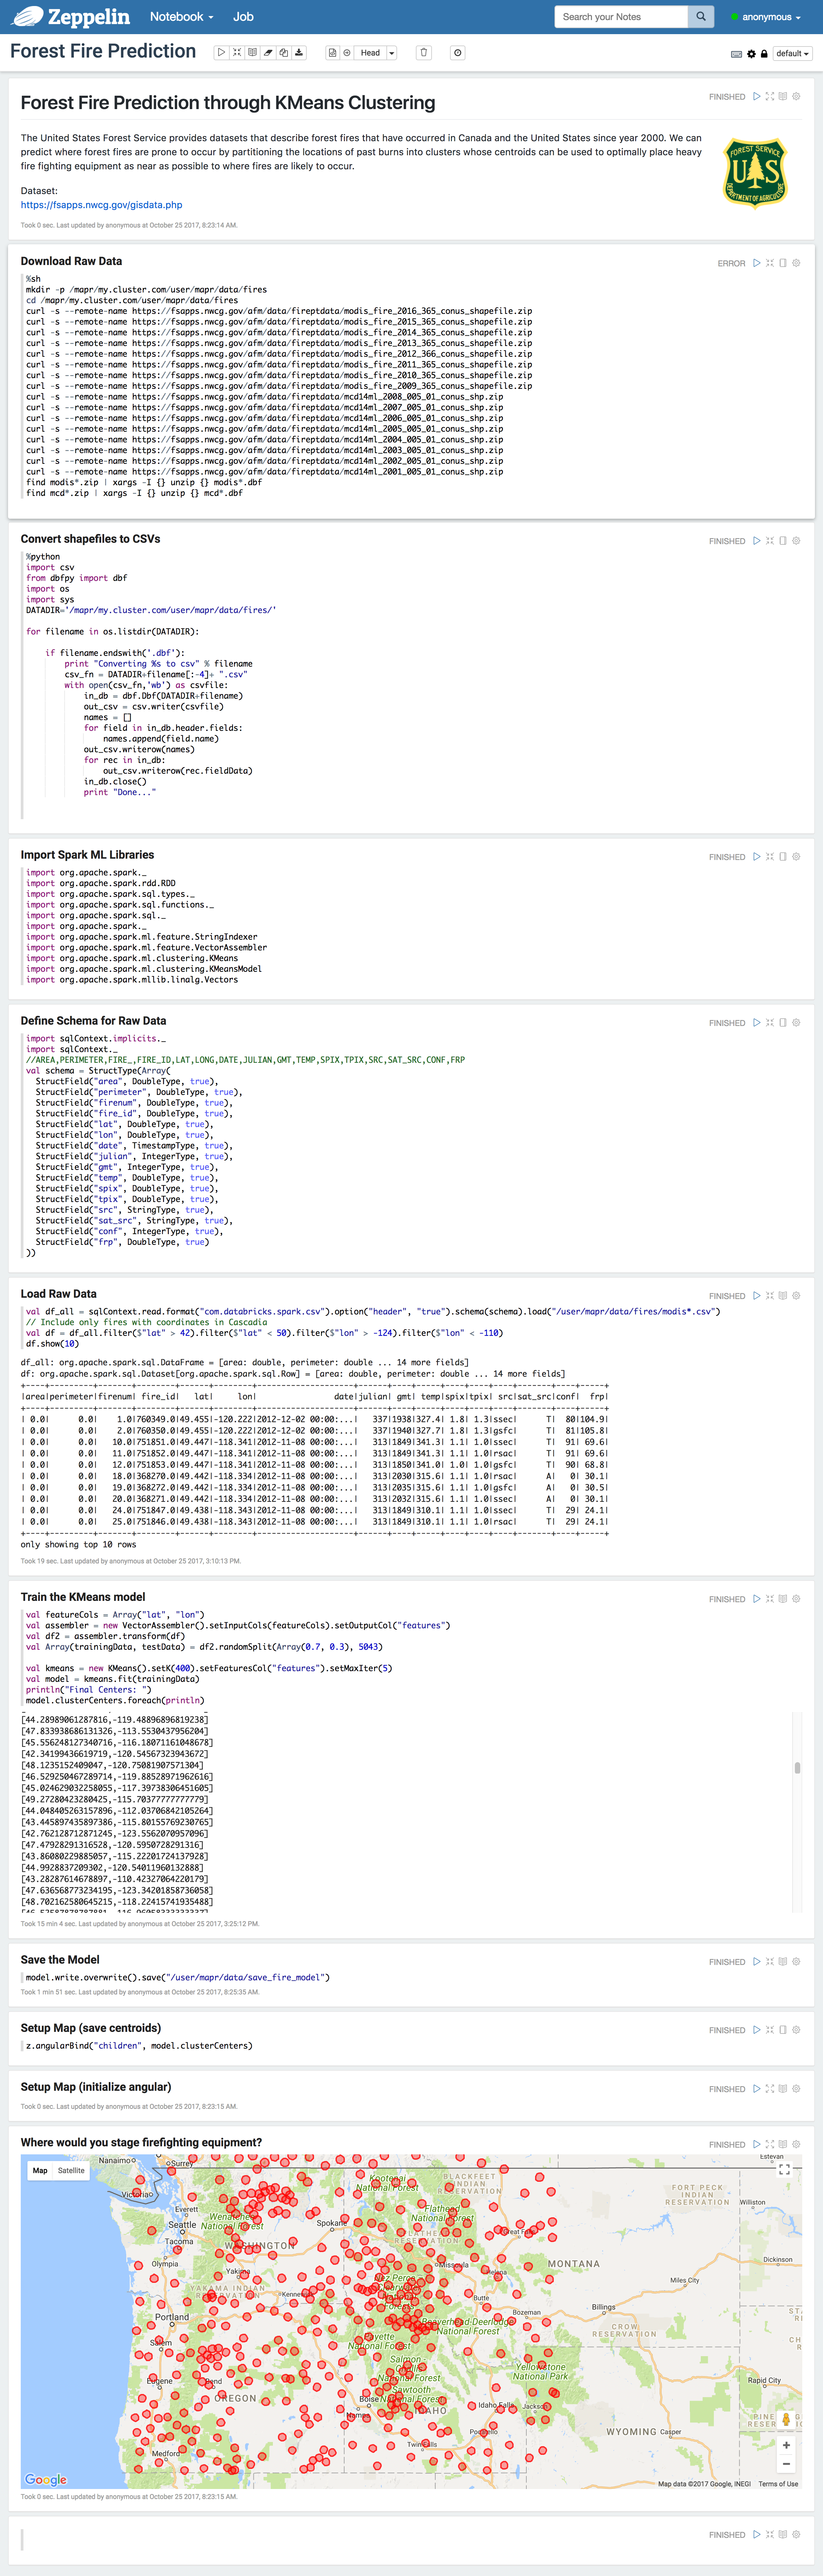 Zeppelin Notebook Job Search your Notes anonymous
Forest Fire Prediction Head default
FINISHED
Forest Fire Prediction through KMeans Clustering
The United States Forest Service provides datasets that describe forest fires that have occurred in Canada and the United States since year 2000. We can
predict where forest fires are prone to occur by partitioning the locations of past burns into clusters whose centroids can be used to optimally place heavy
fire fighting equipment as near as possible to where fires are likely to occur.
FOREST SERVICE
U S
DEPARTMENT OF AGRICULTURE
Dataset:
https://fsapps.nwcg.gov/gisdata.php
Took 0 sec. Last updated by anonymous at October 25 2017, 8:23:14 AM.
Download Raw Data ERROR
%sh
mkdir -p /mapr/my.cluster.com/user/mapr/data/fires
cd /mapr/my.cluster.com/user/mapr/data/fires
curl -s --remote-name https://fsapps.nwcg.gov/afm/data/fireptdata/modis_fire_2016_365_conus_shapefile.zip
curl -s --remote-name https://fsapps.nwcg.gov/afm/data/fireptdata/modis_fire_2015_365_conus_shapefile.zip
curl -s --remote-name https://fsapps.nwcg.gov/afm/data/fireptdata/modis_fire_2014_365_conus_shapefile.zip
curl -s --remote-name https://fsapps.nwcg.gov/afm/data/fireptdata/modis_fire_2013_365_conus_shapefile.zip
curl -s --remote-name https://fsapps.nwcg.gov/afm/data/fireptdata/modis_fire_2012_366_conus_shapefile.zip
curl -s --remote-name https://fsapps.nwcg.gov/afm/data/fireptdata/modis_fire_2011_365_conus_shapefile.zip
curl -s --remote-name https://fsapps.nwcg.gov/afm/data/fireptdata/modis_fire_2010_365_conus_shapefile.zip
curl -s --remote-name https://fsapps.nwcg.gov/afm/data/fireptdata/modis_fire_2009_365_conus_shapefile.zip
curl -s --remote-name https://fsapps.nwcg.gov/afm/data/fireptdata/mcd14ml_2008_005_01_conus_shp.zip
curl -s --remote-name https://fsapps.nwcg.gov/afm/data/fireptdata/mcd14ml_2007_005_01_conus_shp.zip
curl -s --remote-name https://fsapps.nwcg.gov/afm/data/fireptdata/mcd14ml_2006_005_01_conus_shp.zip
curl -s --remote-name https://fsapps.nwcg.gov/afm/data/fireptdata/mcd14ml_2005_005_01_conus_shp.zip
curl -s --remote-name https://fsapps.nwcg.gov/afm/data/fireptdata/mcd14ml_2004_005_01_conus_shp.zip
curl -s --remote-name https://fsapps.nwcg.gov/afm/data/fireptdata/mcd14ml_2003_005_01_conus_shp.zip
curl -s --remote-name https://fsapps.nwcg.gov/afm/data/fireptdata/mcd14ml_2002_005_01_conus_shp.zip
curl -s --remote-name https://fsapps.nwcg.gov/afm/data/fireptdata/mcd14ml_2001_005_01_conus_shp.zip
find modis*.zip | xargs -I {} unzip {} modis*.dbf
find mcd*.zip | xargs -I {} unzip {} mcd*.dbf
Convert shapefiles to CSVs FINISHED
%python
import csv
from dbfpy import dbf
import os
import sys
DATADIR='/mapr/my.cluster.com/user/mapr/data/fires/'
for filename in os.listdir(DATADIR):
if filename.endswith('.dbf'):
print "Converting %s to csv" % filename
csv_fn = DATADIR+filename[:-4]+ ".csv"
with open(csv_fn,'wb') as csvfile:
in_db = dbf.Dbf(DATADIR+filename)
out_csv = csv.writer(csvfile)
names = []
for field in in_db.header.fields:
names.append(field.name)
out_csv.writerow(names)
for rec in in_db:
out_csv.writerow(rec.fieldData)
in_db.close()
print "Done..."
Import Spark ML Libraries FINISHED
import org.apache.spark._
import org.apache.spark.rdd.RDD
import org.apache.spark.sql.types._
import org.apache.spark.sql.functions._
import org.apache.spark.sql._
import org.apache.spark._
import org.apache.spark.ml.feature.StringIndexer
import org.apache.spark.ml.feature.VectorAssembler
import org.apache.spark.ml.clustering.KMeans
import org.apache.spark.ml.clustering.KMeansModel
import org.apache.spark.mllib.linalg.Vectors
Define Schema for Raw Data FINISHED
import sqlContext.implicits._
import sqlContext._
//AREA,PERIMETER,FIRE_,FIRE_ID,LAT,LONG,DATE,JULIAN,GMT,TEMP,SPIX,TPIX,SRC,SAT_SRC,CONF,FRP
val schema = StructType(Array(
StructField("area", DoubleType, true),
StructField("perimeter", DoubleType, true),
StructField("firenum", DoubleType, true),
StructField("fire_id", DoubleType, true),
StructField("lat", DoubleType, true),
StructField("lon", DoubleType, true),
StructField("date", TimestampType, true),
StructField("julian", IntegerType, true),
StructField("gmt", IntegerType, true),
StructField("temp", DoubleType, true),
StructField("spix", DoubleType, true),
StructField("tpix", DoubleType, true),
StructField("src", StringType, true),
StructField("sat_src", StringType, true),
StructField("conf", IntegerType, true),
StructField("frp", DoubleType, true)
))
Load Raw Data FINISHED
val df_all = sqlContext.read.format("com.databricks.spark.csv").option("header", "true").schema(schema).load("/user/mapr/data/fires/modis*.csv")
// Include only fires with coordinates in Cascadia
val df = df_all.filter($"lat" > 42).filter($"lat" < 50).filter($"lon" > -124).filter($"lon" < -110)
df.show(10)
df_all: org.apache.spark.sql.DataFrame = [area: double, perimeter: double ... 14 more fields]
df: org.apache.spark.sql.Dataset[org.apache.spark.sql.Row] = [area: double, perimeter: double ... 14 more fields]
+----+---------+-------+--------+------+--------+--------------------+------+----+-----+----+----+----+-------+----+-----+
|area|perimeter|firenum| fire_id| lat| lon| date|julian| gmt| temp|spix|tpix| src|sat_src|conf| frp|
+----+---------+-------+--------+------+--------+--------------------+------+----+-----+----+----+----+-------+----+-----+
| 0.0| 0.0| 1.0|760349.0|49.455|-120.222|2012-12-02 00:00:...| 337|1938|327.4| 1.8| 1.3|ssec| T| 80|104.9|
| 0.0| 0.0| 2.0|760350.0|49.455|-120.222|2012-12-02 00:00:...| 337|1940|327.7| 1.8| 1.3|gsfc| T| 81|105.8|
| 0.0| 0.0| 10.0|751851.0|49.447|-118.341|2012-11-08 00:00:...| 313|1849|341.3| 1.1| 1.0|ssec| T| 91| 69.6|
| 0.0| 0.0| 11.0|751852.0|49.447|-118.341|2012-11-08 00:00:...| 313|1849|341.3| 1.1| 1.0|rsac| T| 91| 69.6|
| 0.0| 0.0| 12.0|751853.0|49.447|-118.341|2012-11-08 00:00:...| 313|1850|341.0| 1.1| 1.0|gsfc| T| 90| 68.8|
| 0.0| 0.0| 18.0|368270.0|49.442|-118.334|2012-11-08 00:00:...| 313|2030|315.6| 1.1| 1.0|rsac| A| 0| 30.1|
| 0.0| 0.0| 19.0|368272.0|49.442|-118.334|2012-11-08 00:00:...| 313|2035|315.6| 1.1| 1.0|gsfc| A| 0| 30.5|
| 0.0| 0.0| 20.0|368271.0|49.442|-118.334|2012-11-08 00:00:...| 313|2032|315.6| 1.1| 1.0|ssec| A| 0| 30.1|
| 0.0| 0.0| 24.0|751847.0|49.438|-118.343|2012-11-08 00:00:...| 313|1849|310.1| 1.1| 1.0|ssec| T| 29| 24.1|
| 0.0| 0.0| 25.0|751846.0|49.438|-118.343|2012-11-08 00:00:...| 313|1849|310.1| 1.1| 1.0|rsac| T| 29| 24.1|
+----+---------+-------+--------+------+--------+--------------------+------+----+-----+----+----+----+-------+----+-----+
only showing top 10 rows
Took 19 sec. Last updated by anonymous at October 25 2017, 3:10:13 PM.
Train the KMeans model FINISHED
val featureCols = Array("lat", "lon")
val assembler = new VectorAssembler().setInputCols(featureCols).setOutputCol("features")
val df2 = assembler.transform(df)
val Array(trainingData, testData) = df2.randomSplit(Array(0.7, 0.3), 5043)
val kmeans = new KMeans().setK(400).setFeaturesCol("features").setMaxIter(5)
val model = kmeans.fit(trainingData)
println("Final Centers: ")
model.clusterCenters.foreach(println)
[44.28989061287816,-119.48896896819238]
[47.833938686131326,-113.5530437956204]
[45.556248127340716,-116.18071161048678]
[42.34199436619719,-120.54567323943672]
[48.1235152409047,-120.75081907571304]
[46.529250467289714,-119.88528971962616]
[45.024629032258055,-117.39738306451605]
[49.27280423280425,-115.70377777777779]
[44.048405263157896,-112.03706842105264]
[43.445897435897386,-115.80155769230765]
[42.762128712871245,-123.5562070957096]
[47.47928291316528,-120.5950728291316]
[43.86080229885057,-115.22201724137928]
[44.9928837209302,-120.54011960132888]
[43.28287614678897,-110.42327064220179]
[47.636568773234195,-123.34201858736058]
[48.702162580645215,-118.22415741935488]
Took 15 min 4 sec. Last updated by anonymous at October 25 2017, 3:25:12 PM.
Save the Model FINISHED
model.write.overwrite().save("/user/mapr/data/save_fire_model")
Took 1 min 51 sec. Last updated by anonymous at October 25 2017, 8:25:35 AM.
Setup Map (save centroids) FINISHED
z.angularBind("children", model.clusterCenters)
Setup Map (initialize angular) FINISHED
Took 0 sec. Last updated by anonymous at October 25 2017, 8:23:15 AM.
Where would you stage firefighting equipment? FINISHED
Nanaimo Surrey Estevan
Map Satellite
Kootenai National Forest
BLACKFEET INDIAN RESERVATION
FORT PECK INDIAN RESERVATION
Victoria
Williston
Everett
Wenatchee National Forest
Flathead National Forest
Seattle
Spokane
Great Falls
Tacoma
WASHINGTON
Olympia
Missoula
MONTANA
Dickinson
Yakima
YAKAMA INDIAN RESERVATION
Kennewick
Helena
Miles City
Butte
Portland
Bozeman
Billings
Beaverhead-Deerlodge National Forest
CROW RESERVATION
Salem
Payette National Forest
Salmon-
Yellowstone National Park
Eugene
Bend
Sawtooth National Forest
Rapid City
OREGON
Boise
Idaho Falls
Jackson
Nampa
IDAHO
Pocatello
WYOMING
Casper
Medford
Twin Falls
Google
Map data ©2017 Google, INEGI Terms of Use
Took 0 sec. Last updated by anonymous at October 25 2017, 8:23:15 AM.
FINISHED